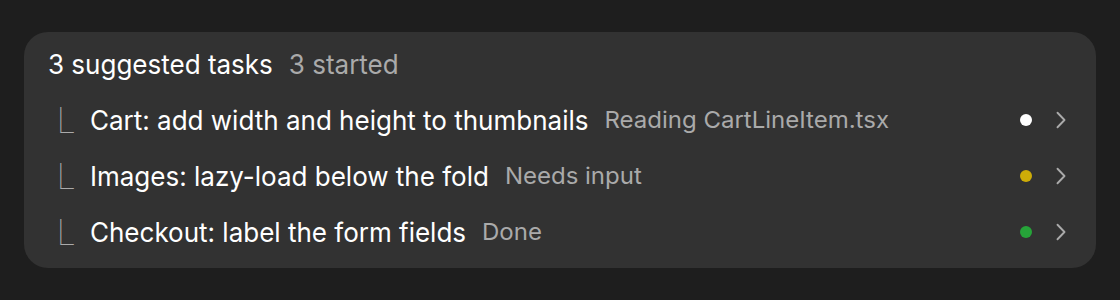 3 suggested tasks 3 started
Cart: add width and height to thumbnails Reading CartLineItem.tsx
Images: lazy-load below the fold Needs input
Checkout: label the form fields Done